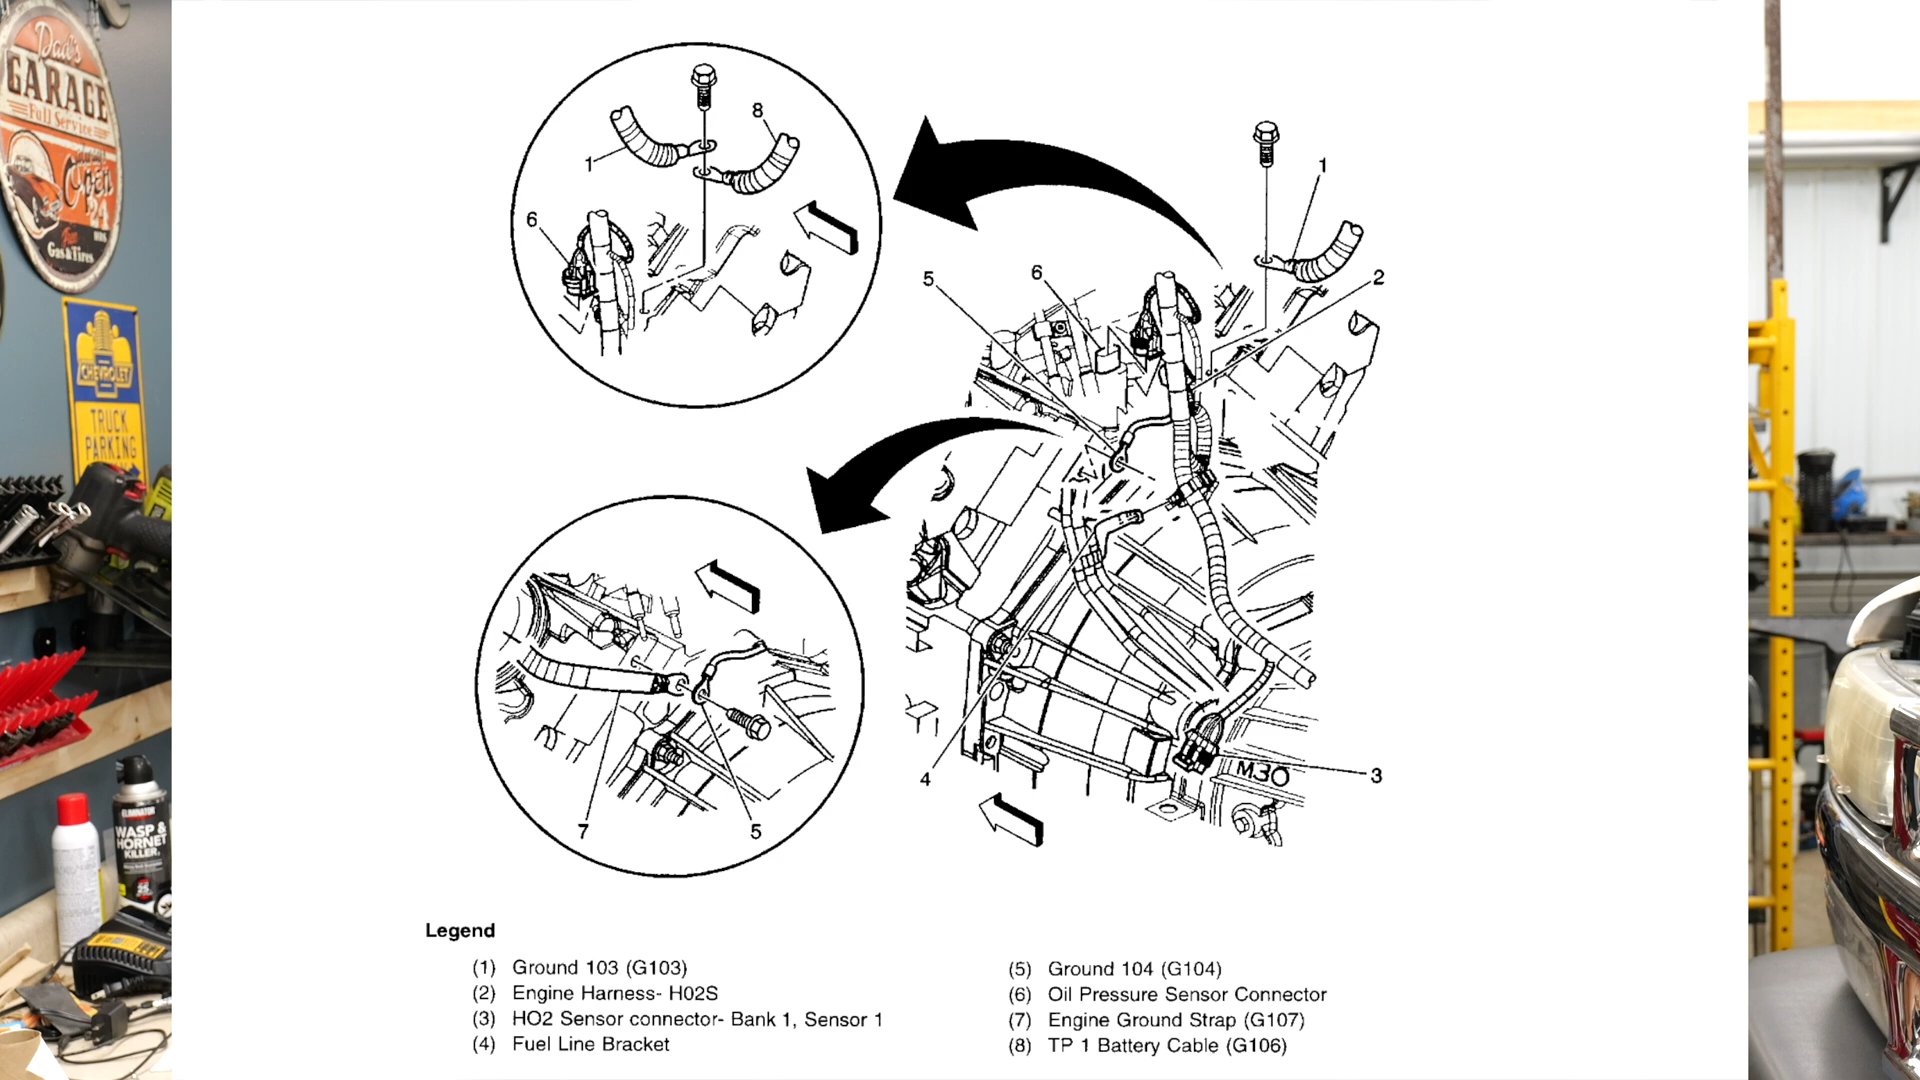 Dad's
GARAGE
Full Service
Open
24
HRS.
Gas & Tires
CHEVROLET
TRUCK
PARKING
ELIMINATOR
WASP &
HORNET
KILLER
25
8
1
6
1
5
6
2
7
5
4
M30
3
Legend
(1) Ground 103 (G103)
(2) Engine Harness- H02S
(3) HO2 Sensor connector- Bank 1, Sensor 1
(4) Fuel Line Bracket
(5) Ground 104 (G104)
(6) Oil Pressure Sensor Connector
(7) Engine Ground Strap (G107)
(8) TP 1 Battery Cable (G106)